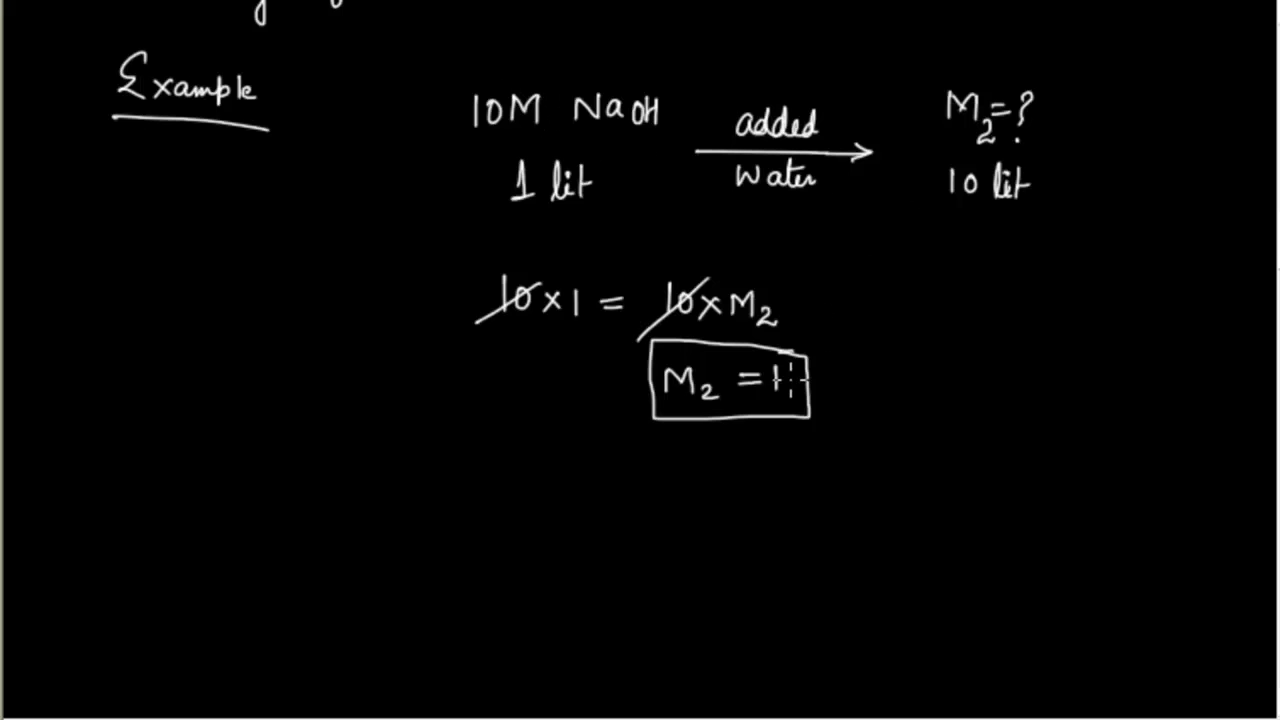 Example
10M NaOH added M₂=?
1 lit water 10 lit
10 × 1 = 10 × M₂
M₂ = 1